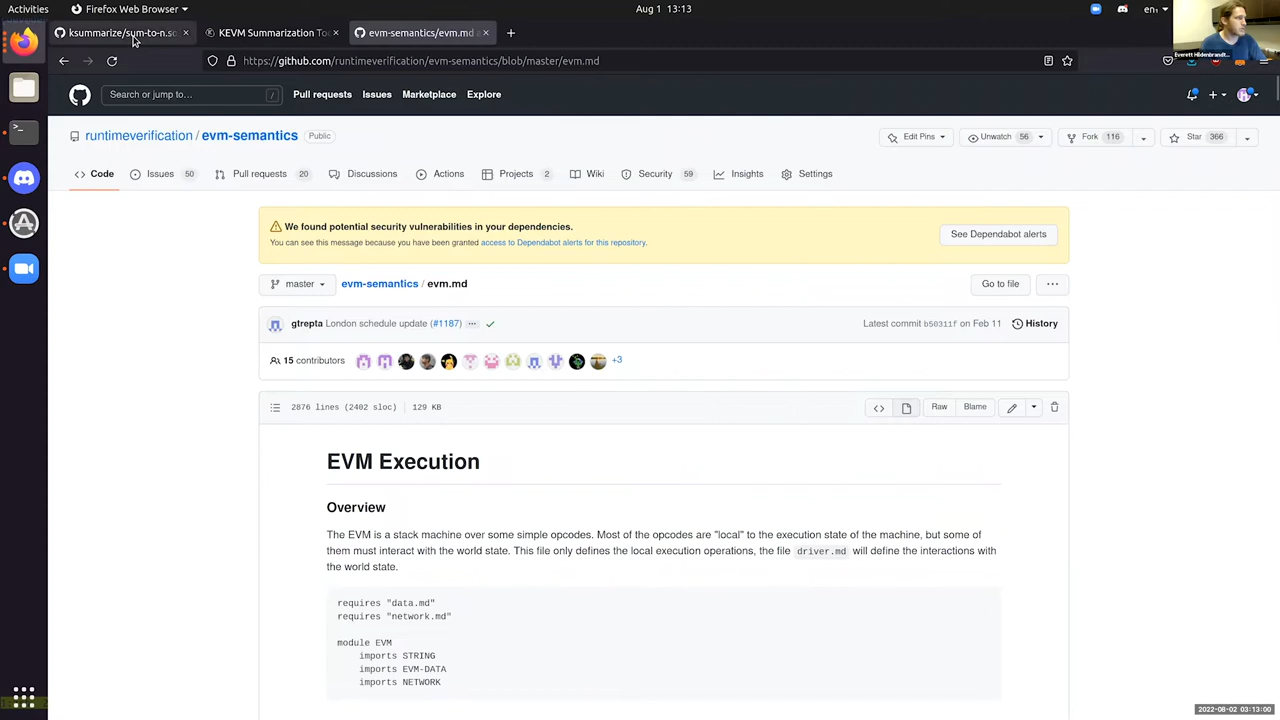 Activities
Firefox Web Browser
Aug 1 13:13
en
ksummarize/sum-to-n.so
KEVM Summarization Too
evm-semantics/evm.md a
https://github.com/runtimeverification/evm-se
master/evm.md
Everett Hildenbrandt...
Search or jump to...
/
Pull requests
Issues
Marketplace
Explore
runtimeverification / evm-semantics
Public
Edit Pins
Unwatch 56
Fork 116
Star 366
Code
Issues 50
Pull requests 20
Discussions
Actions
Projects 2
Wiki
Security 59
Insights
Settings
We found potential security vulnerabilities in your dependencies.
You can see this message because you have been granted access to Dependabot alerts for this repository.
See Dependabot alerts
master
evm-semantics / evm.md
Go to file
...
gtrepta London schedule update (#1187) ...
Latest commit b50311f on Feb 11
History
15 contributors
+3
2876 lines (2402 sloc) | 129 KB
Raw
Blame
EVM Execution
Overview
The EVM is a stack machine over some simple opcodes. Most of the opcodes are "local" to the execution state of the machine, but some of
them must interact with the world state. This file only defines the local execution operations, the file driver.md will define the interactions with
the world state.
requires "data.md"
requires "network.md"
module EVM
imports STRING
imports EVM-DATA
imports NETWORK
2022-08-02 03:13:00